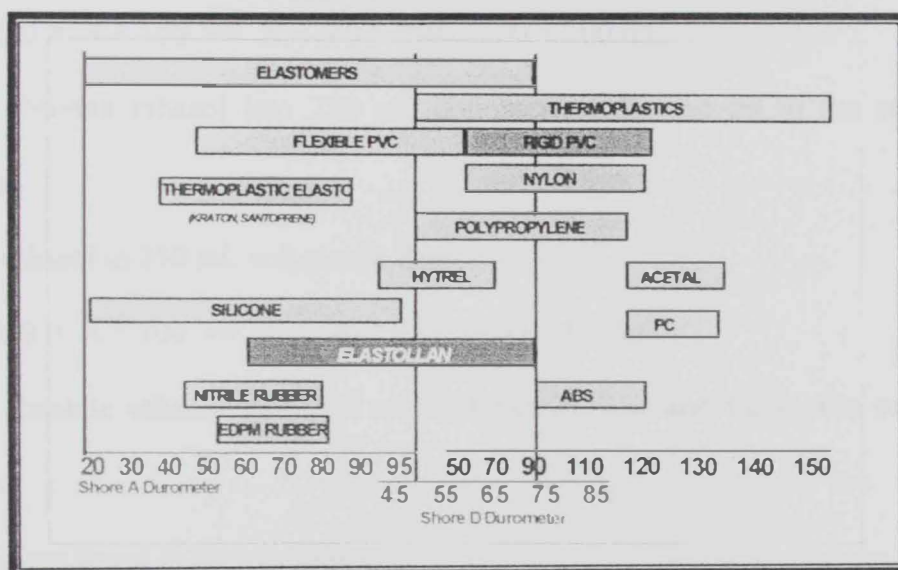 ELASTOMERS
THERMOPLASTICS
FLEXIBLE PVC RIGID PVC
NYLON
THERMOPLASTIC ELASTO
(KRATON, SANTOPRENE)
POLYPROPYLENE
HYTREL ACETAL
SILICONE
PC
ELASTOLLAN
NITRILE RUBBER ABS
EDPM RUBBER
20 30 50 60 70 80 90 95 50 70 90 110 120 130 140 150
45 55 65 75 85
Shore A Durometer
Shore D Durometer